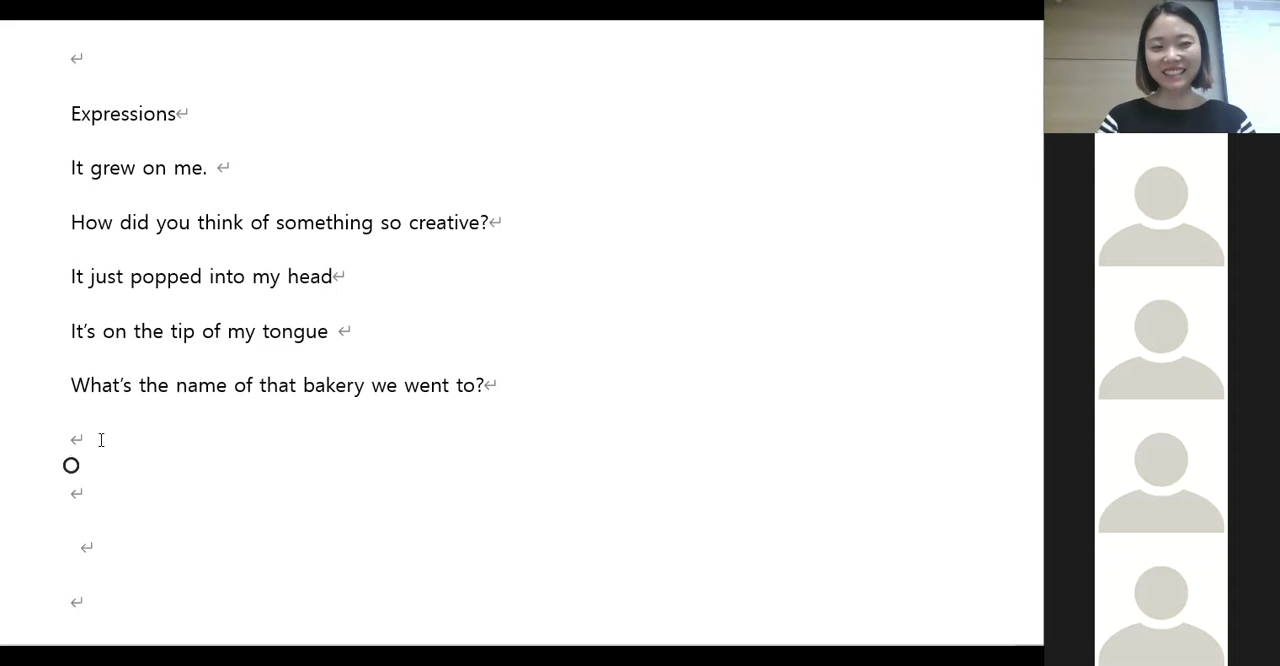 Expressions
It grew on me.
How did you think of something so creative?
It just popped into my head
It’s on the tip of my tongue
What’s the name of that bakery we went to?